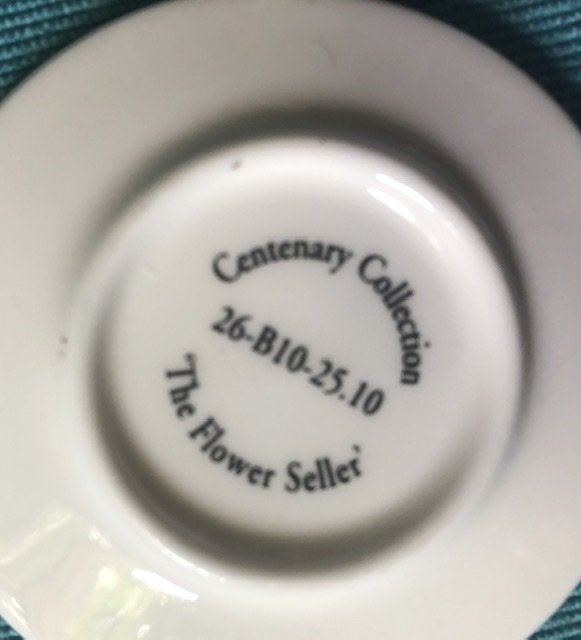 Centenary Collection
26-B10-25.10
'The Flower Seller'